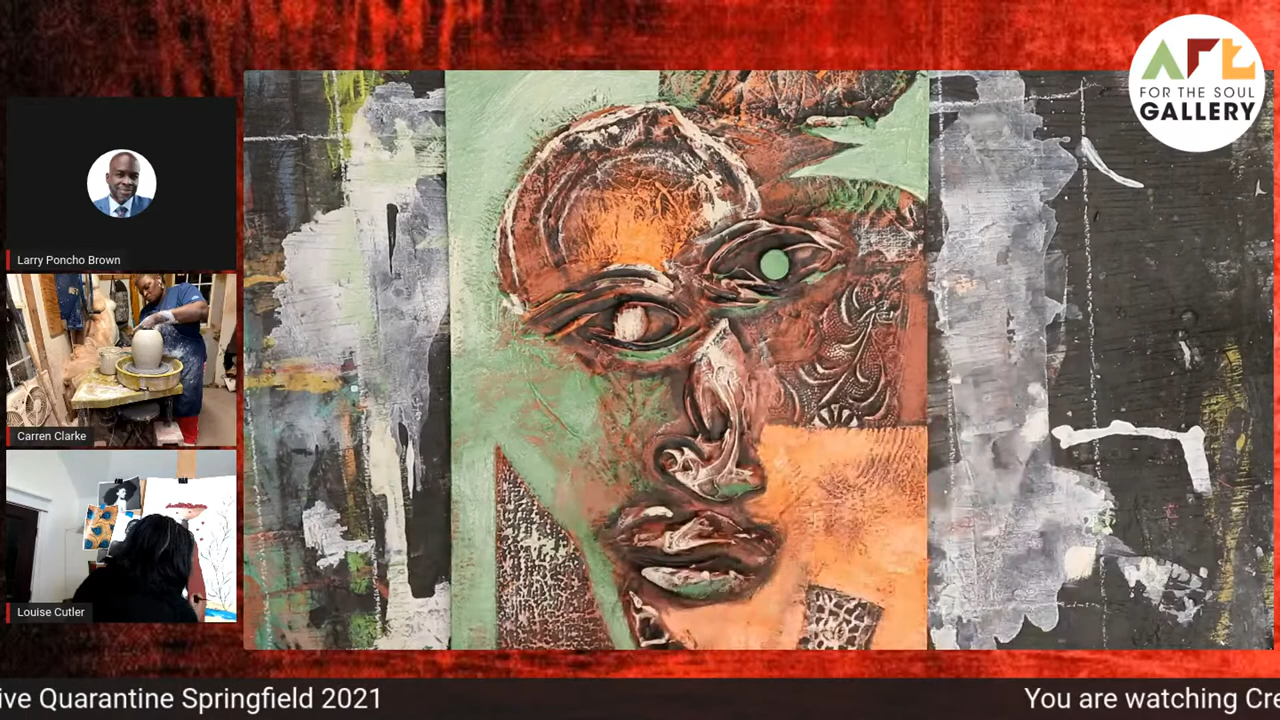 ART
FOR THE SOUL
GALLERY
Larry Poncho Brown
Carren Clarke
Louise Cutler
ive Quarantine Springfield 2021
You are watching Cre